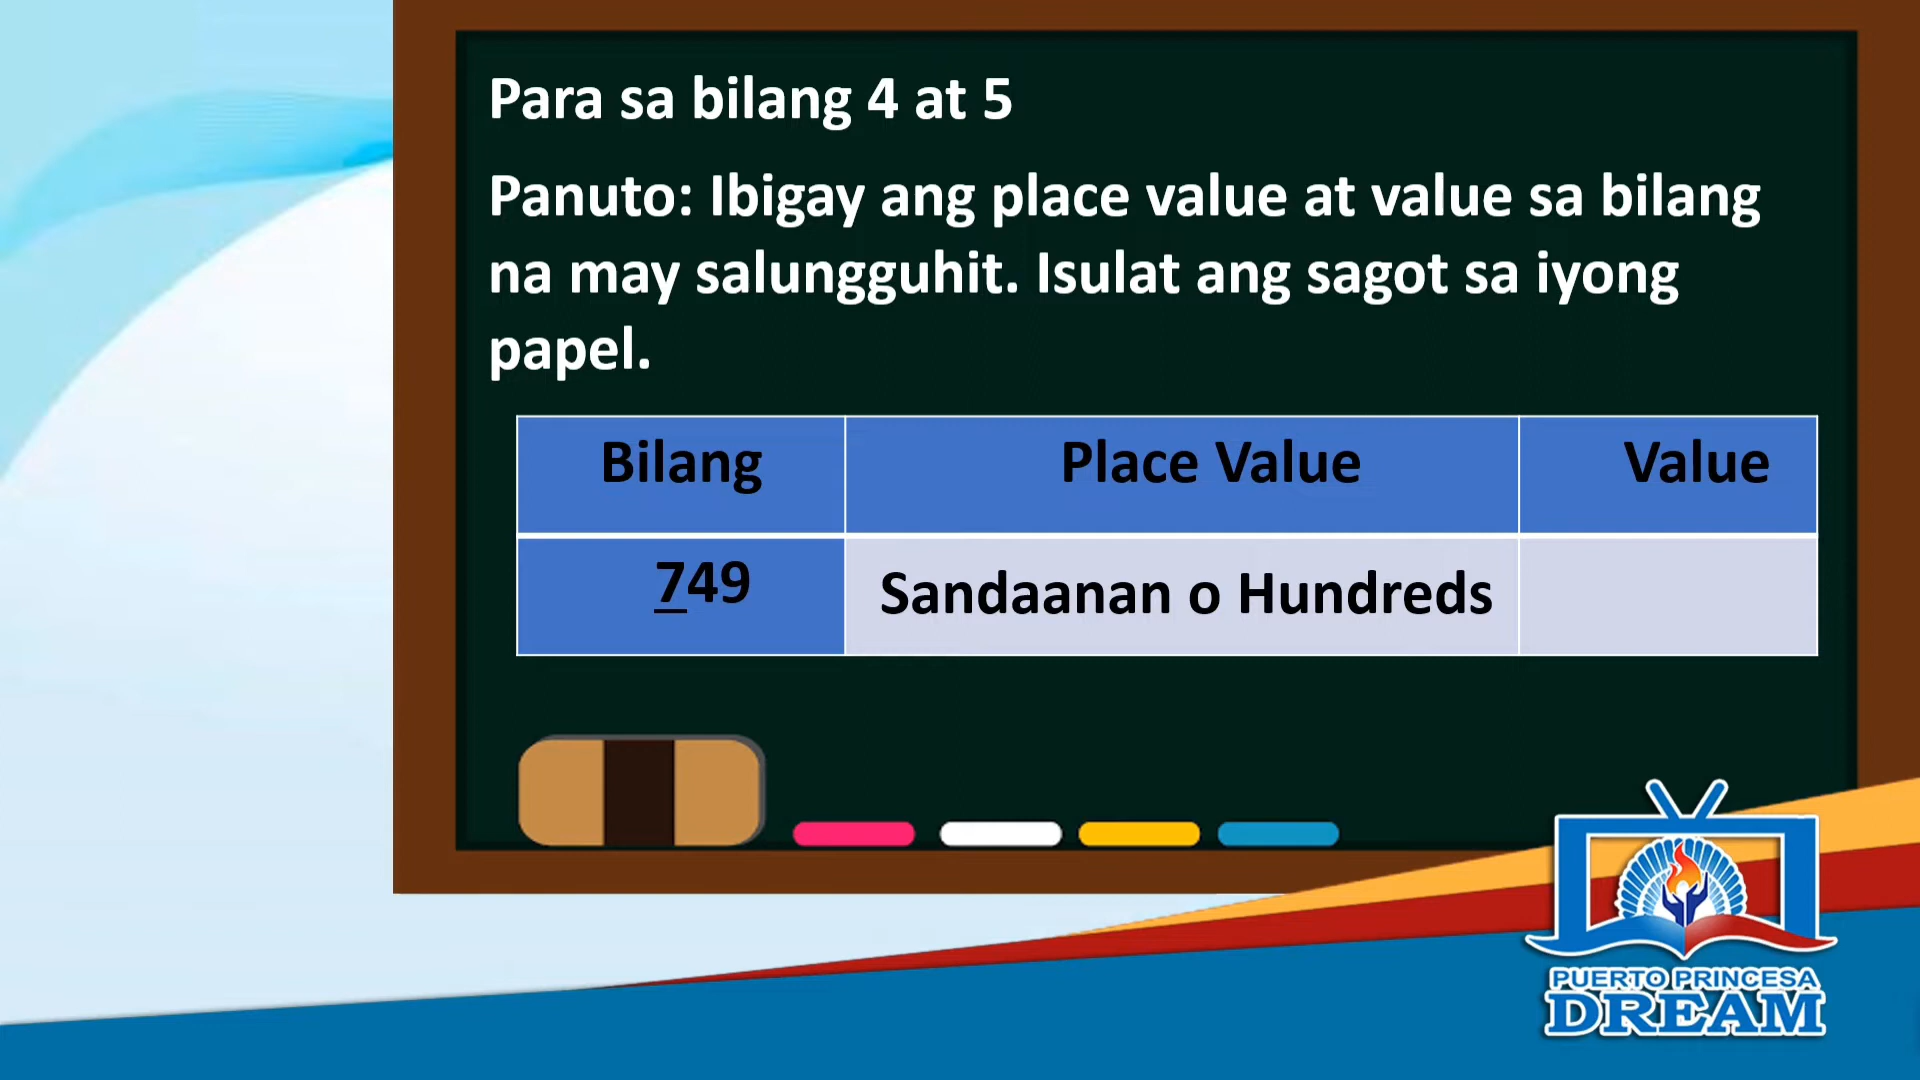 Para sa bilang 4 at 5
Panuto: Ibigay ang place value at value sa bilang
na may salungguhit. Isulat ang sagot sa iyong
papel.
Bilang Place Value Value
749 Sandaanan o Hundreds
PUERTO PRINCESA
DREAM